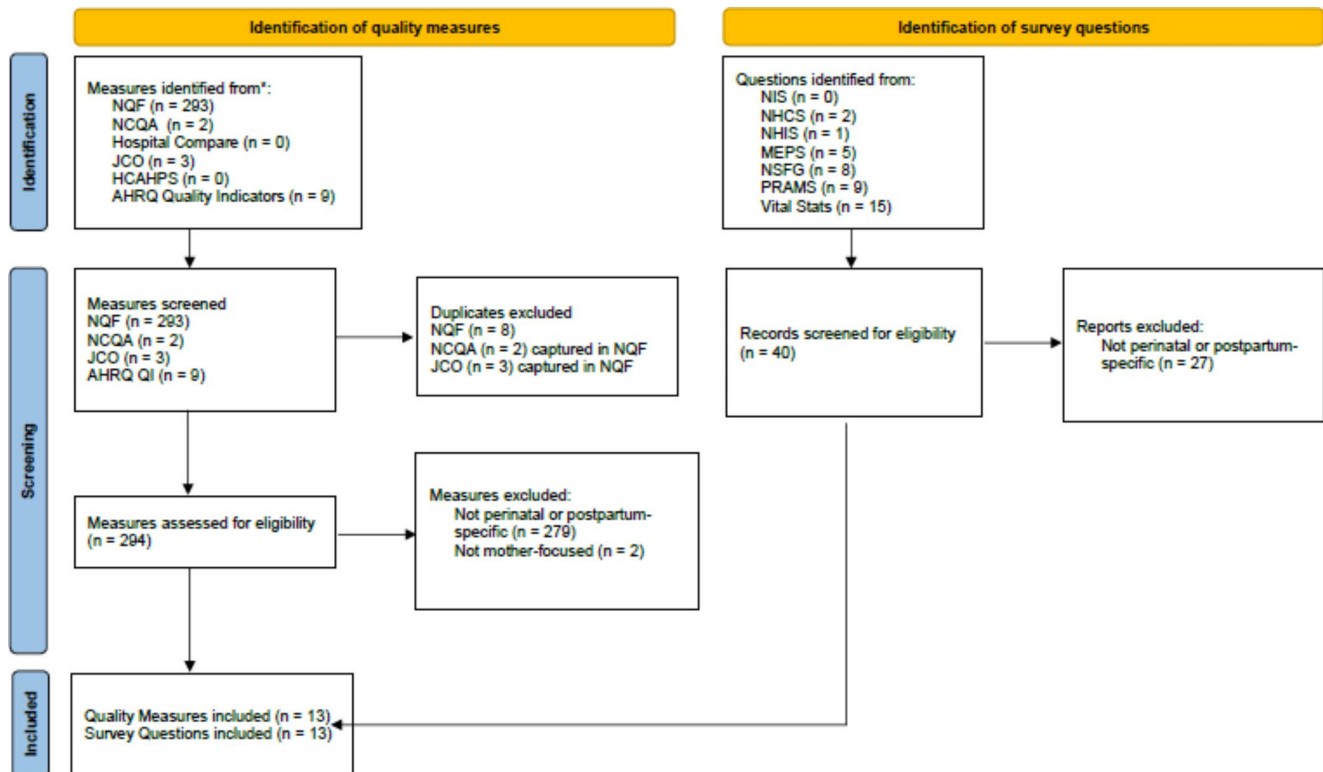 Identification of quality measures
Identification of survey questions
Identification
Measures identified from*:
NQF (n = 293)
NCQA (n = 2)
Hospital Compare (n = 0)
JCO (n = 3)
HCAHPS (n = 0)
AHRQ Quality Indicators (n = 9)
Questions identified from:
NIS (n = 0)
NHCS (n = 2)
NHIS (n = 1)
MEPS (n = 5)
NSFG (n = 8)
PRAMS (n = 9)
Vital Stats (n = 15)
Screening
Measures screened
NQF (n = 293)
NCQA (n = 2)
JCO (n = 3)
AHRQ QI (n = 9)
Duplicates excluded
NQF (n = 8)
NCQA (n = 2) captured in NQF
JCO (n = 3) captured in NQF
Records screened for eligibility
(n = 40)
Reports excluded:
Not perinatal or postpartum-
specific (n = 27)
Measures assessed for eligibility
(n = 294)
Measures excluded:
Not perinatal or postpartum-
specific (n = 279)
Not mother-focused (n = 2)
Included
Quality Measures included (n = 13)
Survey Questions included (n = 13)